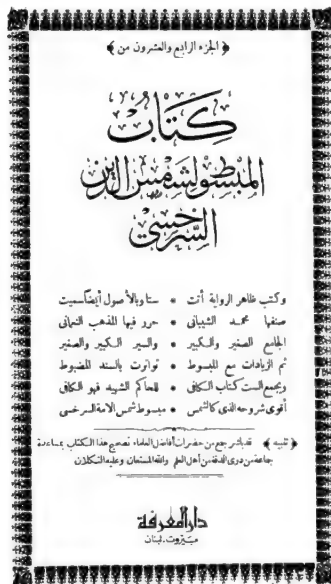 ﴿ الجزء الرابع والعشرون من ﴾
كتاب
المبسوط لشمس الدين
السرخسي
وكتب ظاهر الرواية أتت * ستا وبالأصول أيضا سميت
صنفها محمد الشيباني * حرر فيها المذهب النعماني
الجامع الصغير والكبير * والسير الكبير والصغير
ثم الزيادات مع المبسوط * تواترت بالسند المضبوط
ويجمع الست كتاب الكافي * للحاكم الشهيد فهو الكافي
أقوى شروحه الذي كالشمس * مبسوط شمس الامة السرخسي
﴿ تنبيه ﴾ قد باشر جمع من حضرات أفاضل العلماء تصحيح هذا الكتاب بمساعدة
جماعة من ذوي الدقة من أهل العلم والله المستعان وعليه التكلان
دار المعرفة
بيروت. لبنان